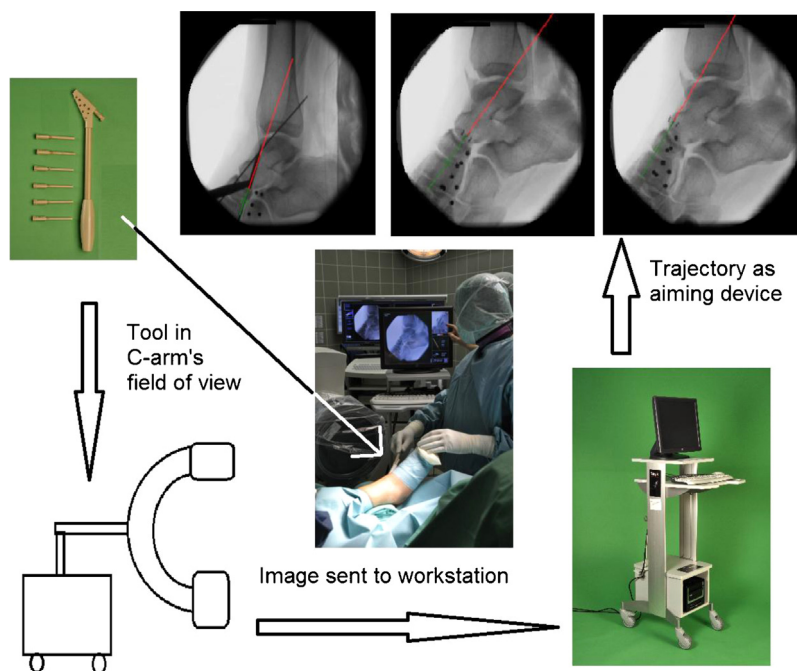 Trajectory as
aiming device
Tool in
C-arm's
field of view
Image sent to workstation